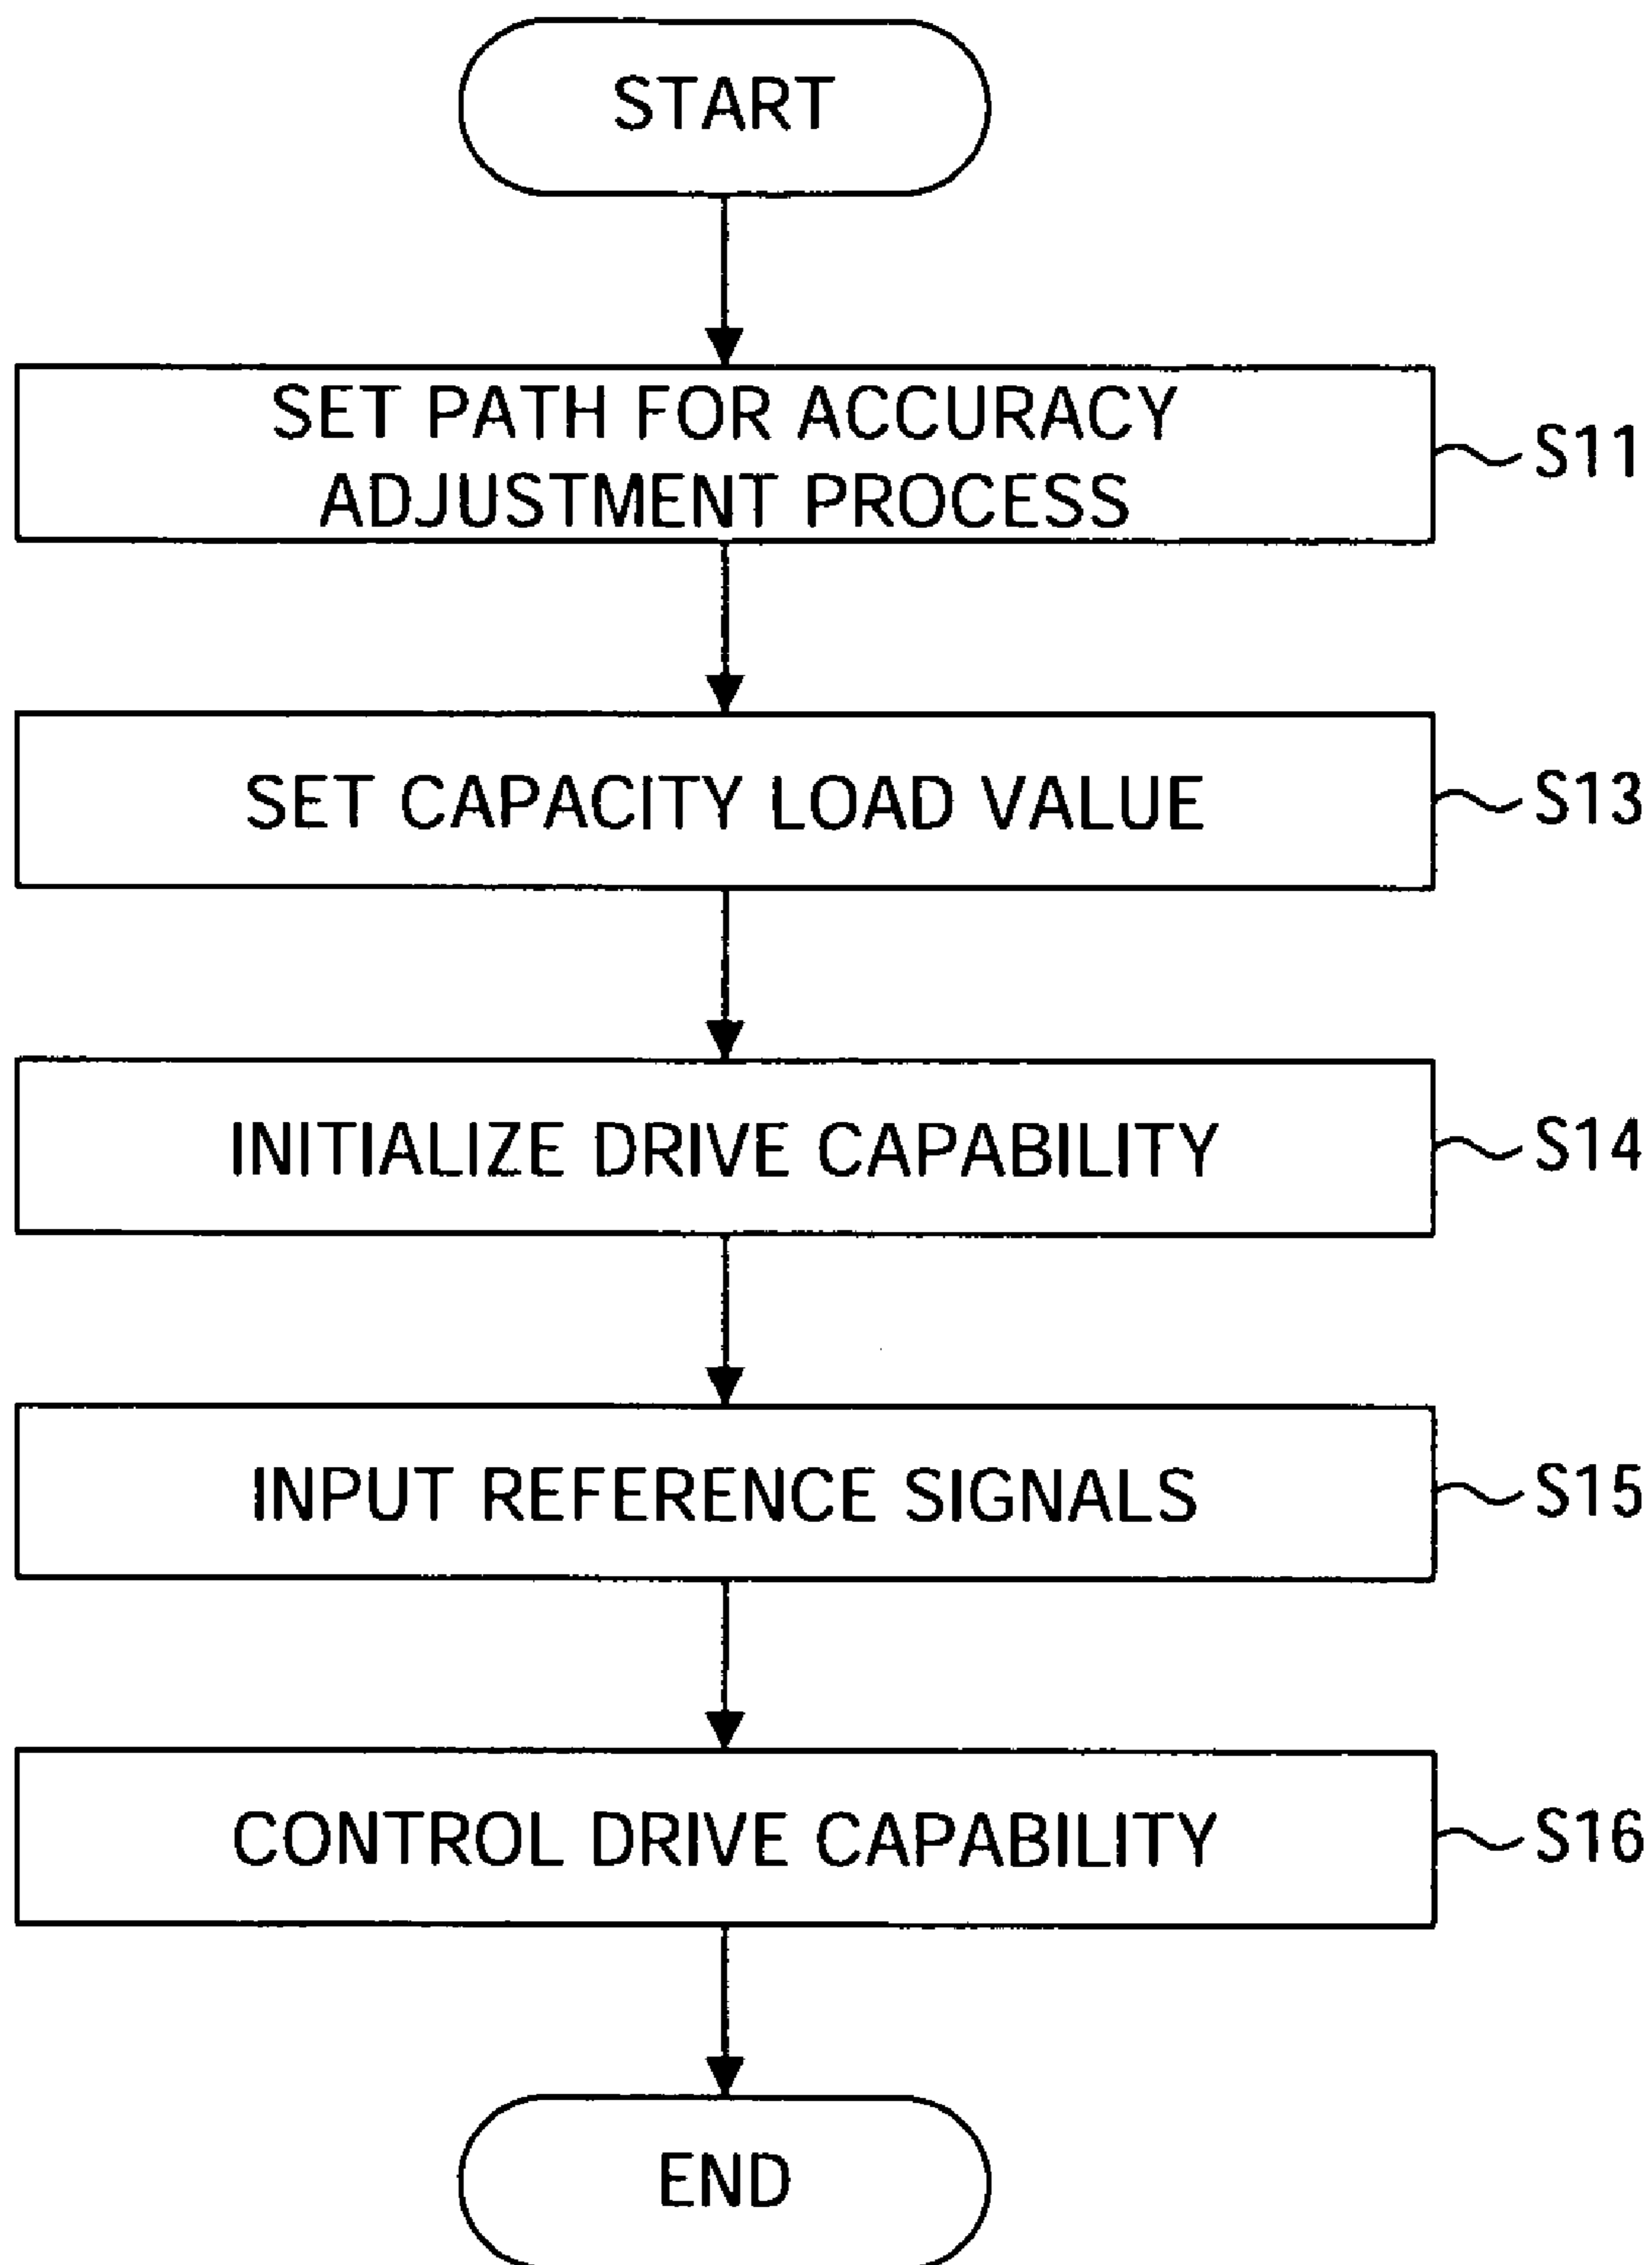 START
SET PATH FOR ACCURACY
ADJUSTMENT PROCESS
S11
SET CAPACITY LOAD VALUE
S13
INITIALIZE DRIVE CAPABILITY
S14
INPUT REFERENCE SIGNALS
S15
CONTROL DRIVE CAPABILITY
S16
END